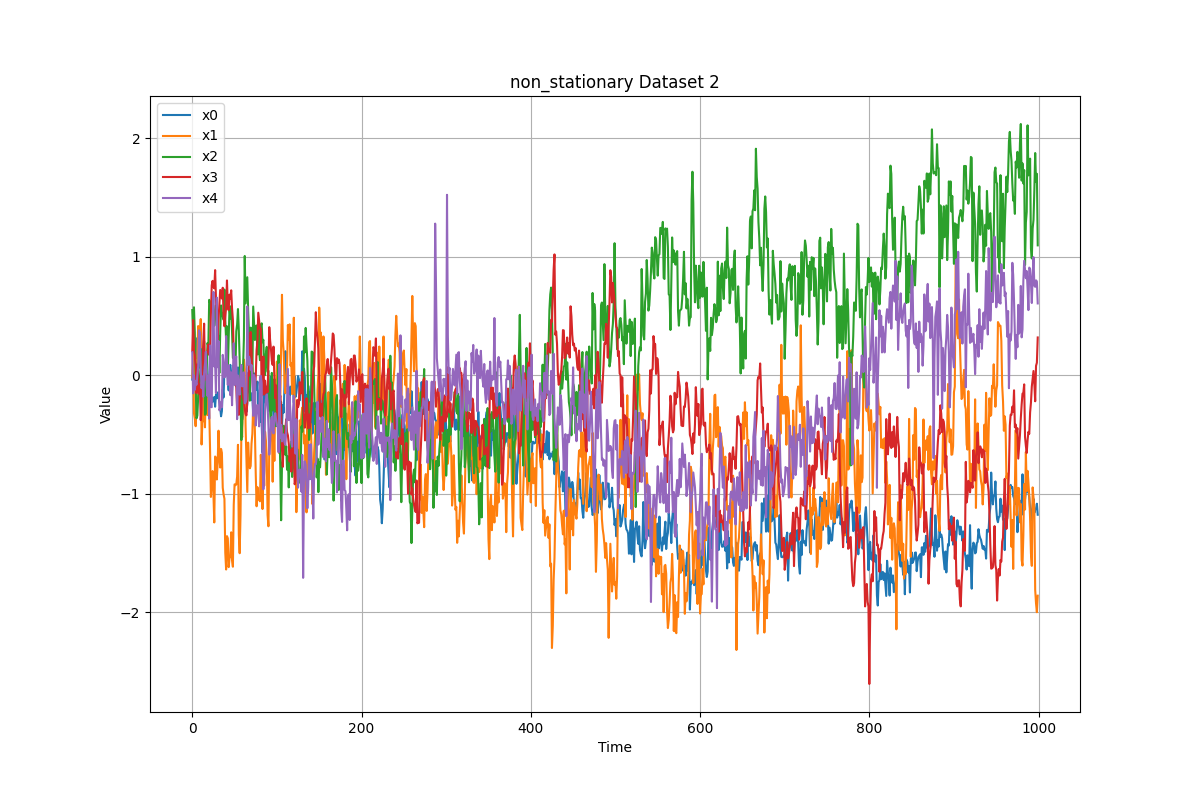 non_stationary Dataset 2
x0
x1
x2
x3
x4
2
1
0
−1
−2
Value
0 200 400 600 800 1000
Time